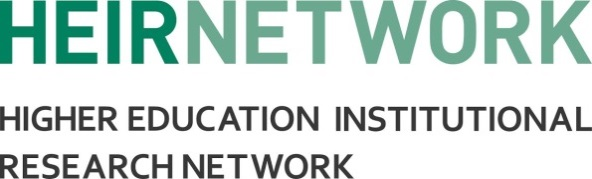 HEIRNETWORK
HIGHER EDUCATION INSTITUTIONAL
RESEARCH NETWORK